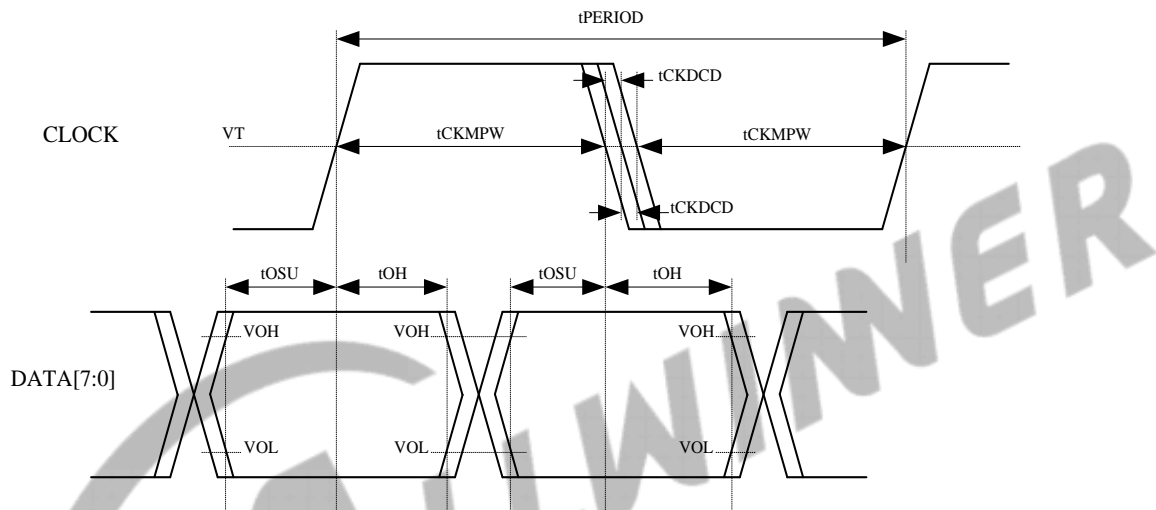 tPERIOD
tCKDCD
CLOCK
VT
tCKMPW
tCKMPW
tCKDCD
tOSU
tOH
tOSU
tOH
VOH
VOH
VOH
DATA[7:0]
VOL
VOL
VOL